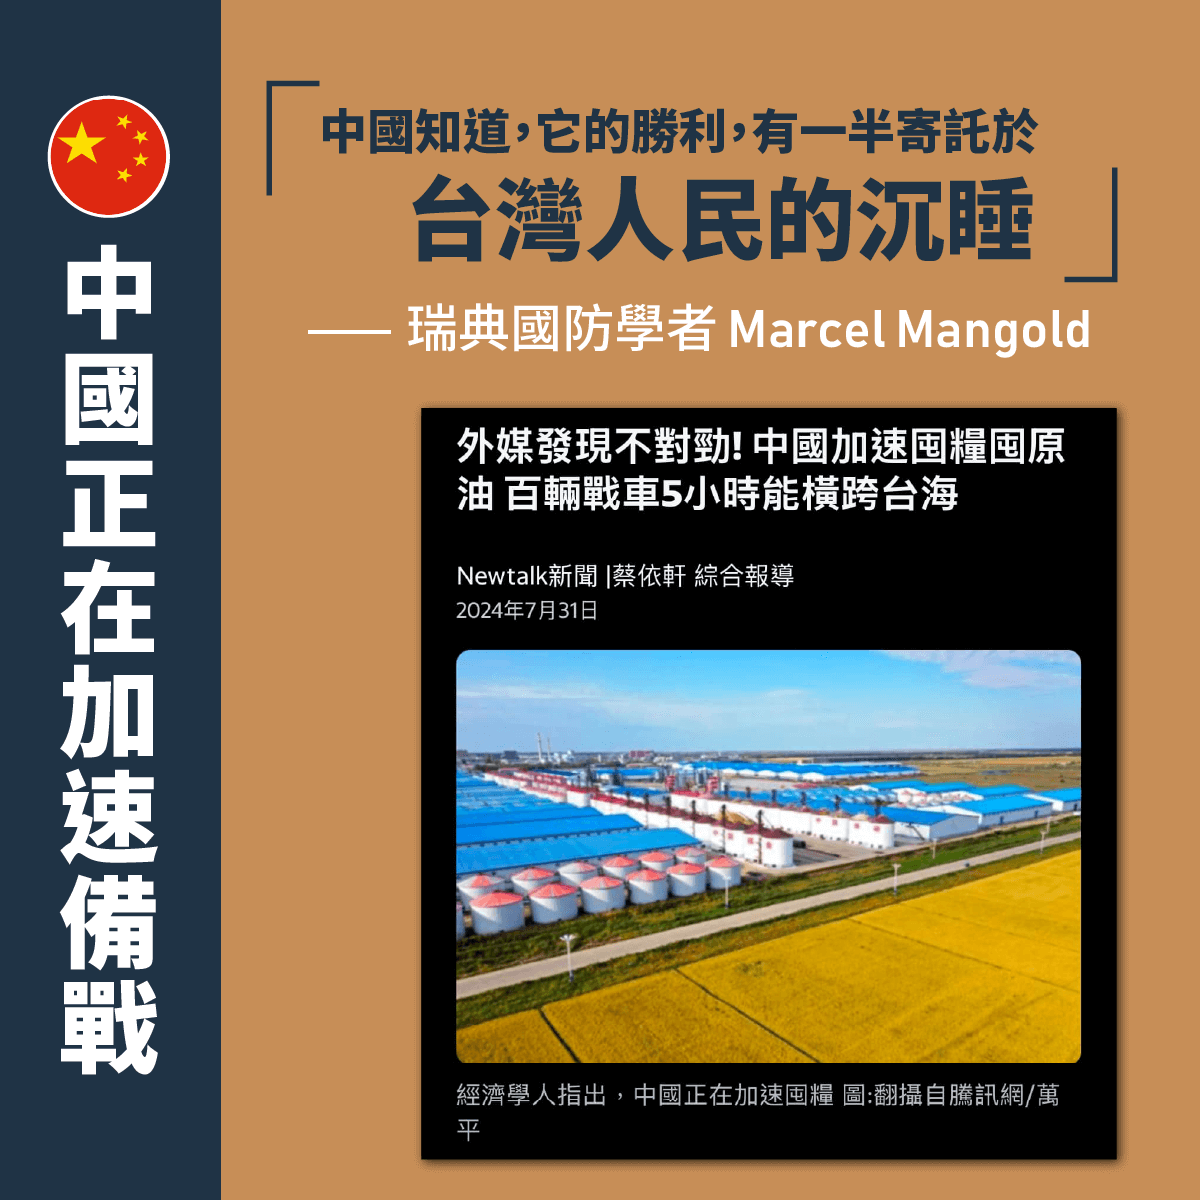 中國正在加速備戰
「中國知道，它的勝利，有一半寄託於
台灣人民的沉睡」
—— 瑞典國防學者 Marcel Mangold
外媒發現不對勁! 中國加速囤糧囤原
油 百輛戰車5小時能橫跨台海
Newtalk新聞 |蔡依軒 綜合報導
2024年7月31日
經濟學人指出，中國正在加速囤糧 圖:翻攝自騰訊網/萬
平